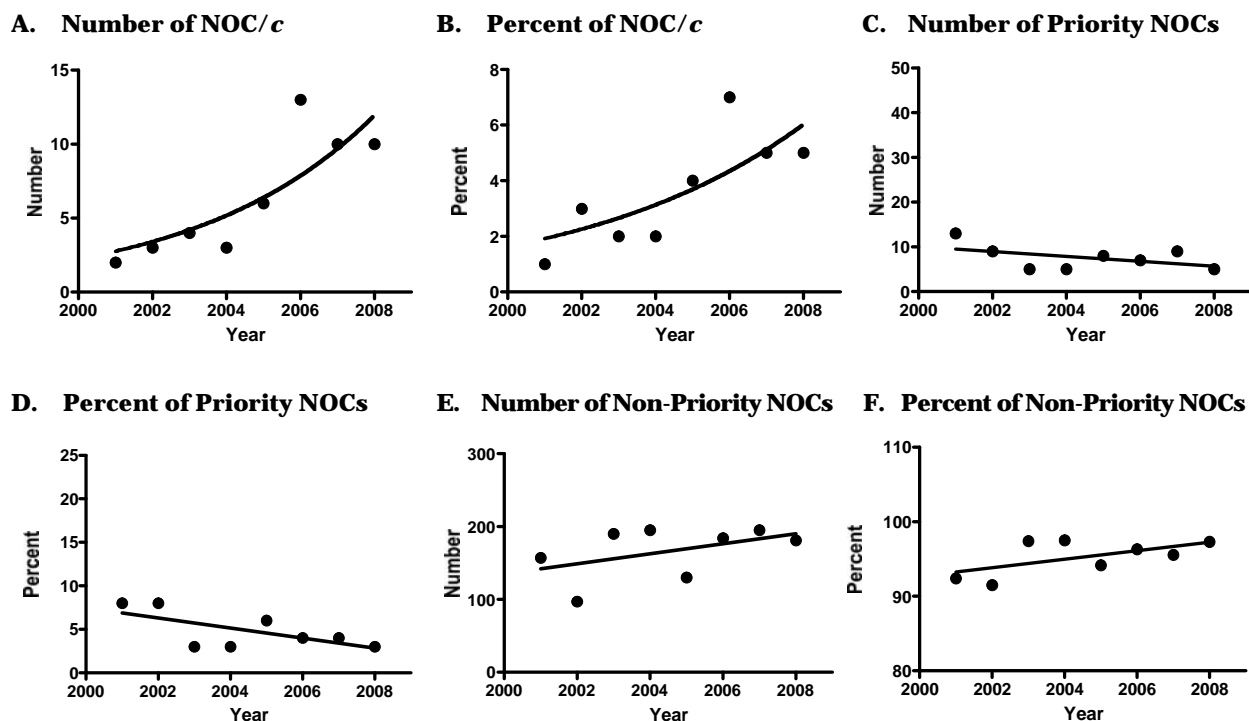 A. Number of NOC/c
B. Percent of NOC/c
C. Number of Priority NOCs
15
10
5
0
Number
2000 2002 2004 2006 2008
Year
8
6
4
2
0
Percent
2000 2002 2004 2006 2008
Year
50
40
30
20
10
0
Number
2000 2002 2004 2006 2008
Year
D. Percent of Priority NOCs
E. Number of Non-Priority NOCs
F. Percent of Non-Priority NOCs
25
20
15
10
5
0
Percent
2000 2002 2004 2006 2008
Year
300
200
100
0
Number
2000 2002 2004 2006 2008
Year
110
100
90
80
Percent
2000 2002 2004 2006 2008
Year